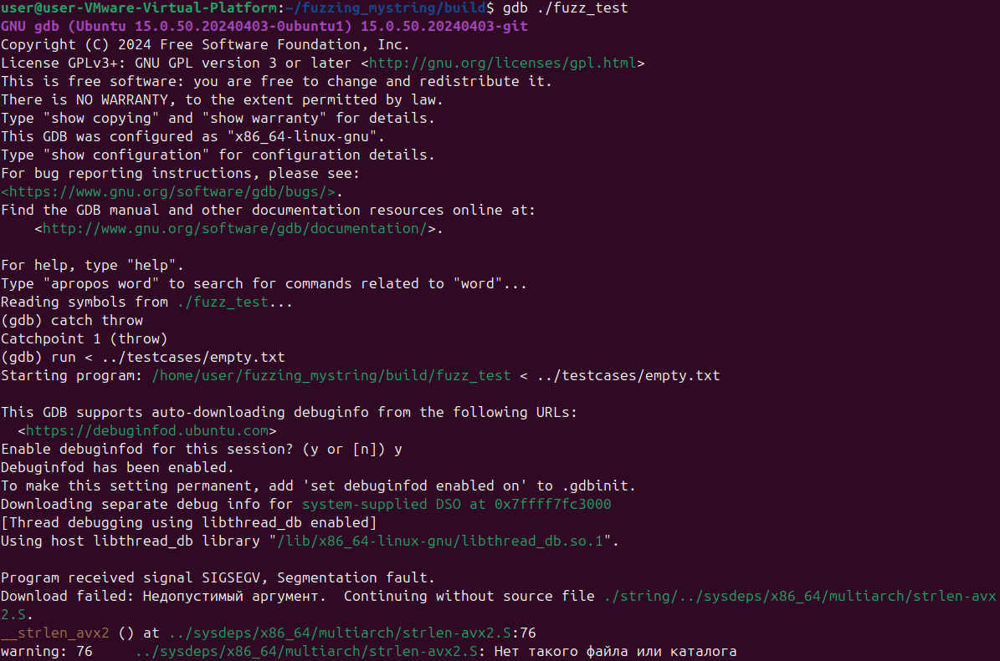 user@user-VMware-Virtual-Platform:~/fuzzing_mystring/build$ gdb ./fuzz_test
GNU gdb (Ubuntu 15.0.50.20240403-0ubuntu1) 15.0.50.20240403-git
Copyright (C) 2024 Free Software Foundation, Inc.
License GPLv3+: GNU GPL version 3 or later <http://gnu.org/licenses/gpl.html>
This is free software: you are free to change and redistribute it.
There is NO WARRANTY, to the extent permitted by law.
Type "show copying" and "show warranty" for details.
This GDB was configured as "x86_64-linux-gnu".
Type "show configuration" for configuration details.
For bug reporting instructions, please see:
<https://www.gnu.org/software/gdb/bugs/>.
Find the GDB manual and other documentation resources online at:
    <http://www.gnu.org/software/gdb/documentation/>.

For help, type "help".
Type "apropos word" to search for commands related to "word"...
Reading symbols from ./fuzz_test...
(gdb) catch throw
Catchpoint 1 (throw)
(gdb) run < ../testcases/empty.txt
Starting program: /home/user/fuzzing_mystring/build/fuzz_test < ../testcases/empty.txt

This GDB supports auto-downloading debuginfo from the following URLs:
  <https://debuginfod.ubuntu.com>
Enable debuginfod for this session? (y or [n]) y
Debuginfod has been enabled.
To make this setting permanent, add 'set debuginfod enabled on' to .gdbinit.
Downloading separate debug info for system-supplied DSO at 0x7ffff7fc3000
[Thread debugging using libthread_db enabled]
Using host libthread_db library "/lib/x86_64-linux-gnu/libthread_db.so.1".

Program received signal SIGSEGV, Segmentation fault.
Download failed: Недопустимый аргумент.  Continuing without source file ./string/../sysdeps/x86_64/multiarch/strlen-avx
2.S.
__strlen_avx2 () at ../sysdeps/x86_64/multiarch/strlen-avx2.S:76
warning: 76     ../sysdeps/x86_64/multiarch/strlen-avx2.S: Нет такого файла или каталога